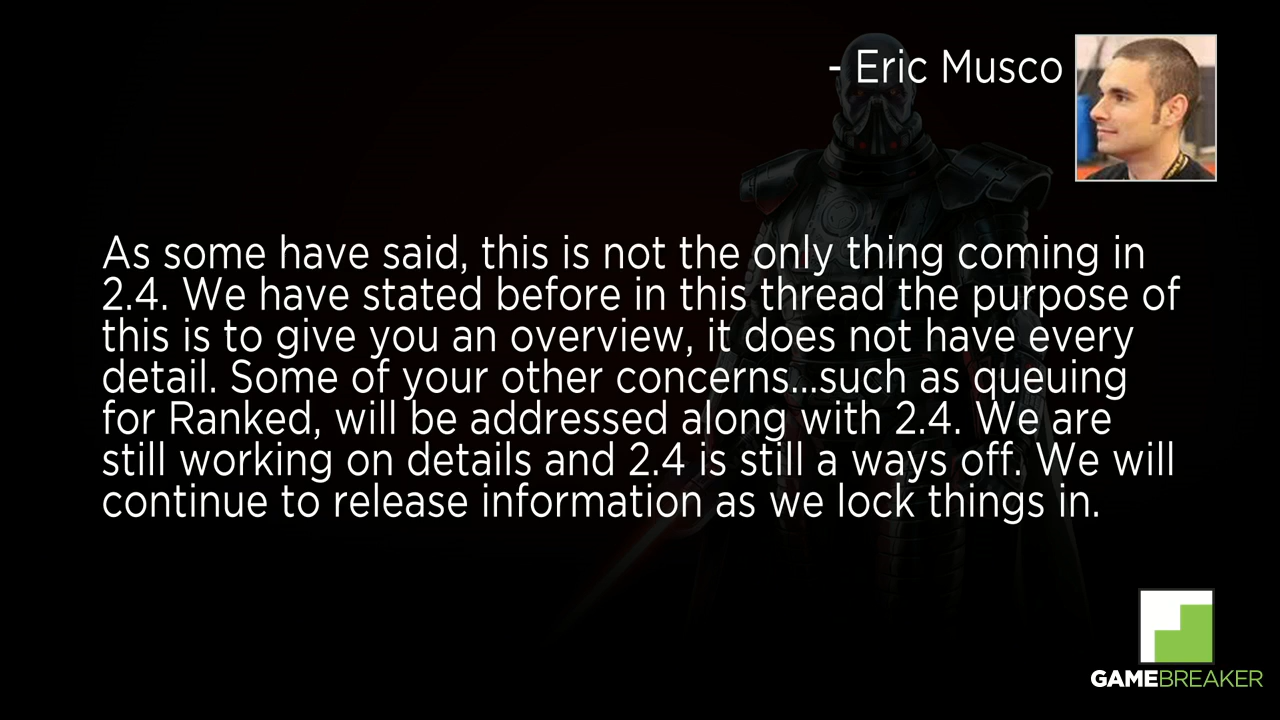 - Eric Musco
As some have said, this is not the only thing coming in
2.4. We have stated before in this thread the purpose of
this is to give you an overview, it does not have every
detail. Some of your other concerns...such as queuing
for Ranked, will be addressed along with 2.4. We are
still working on details and 2.4 is still a ways off. We will
continue to release information as we lock things in.
GAMEBREAKER